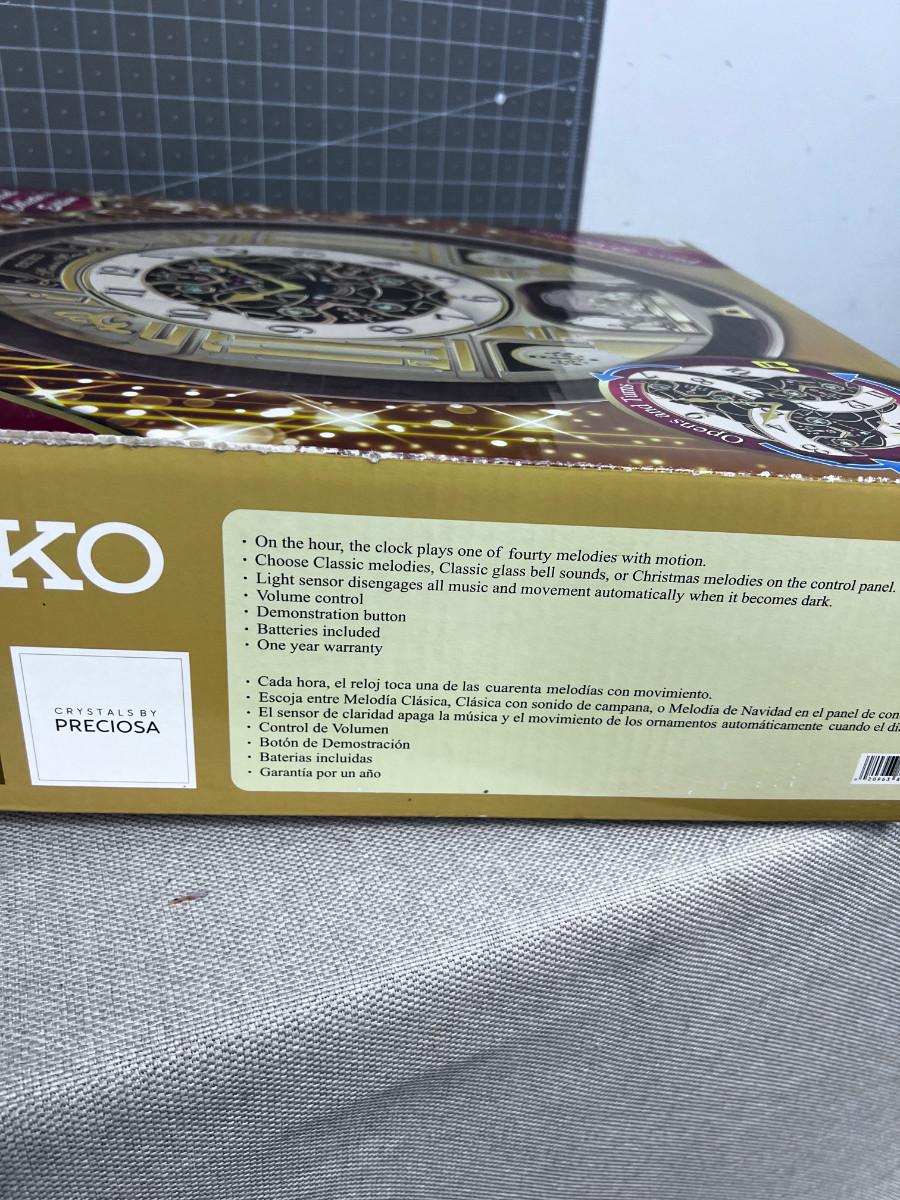 Opens and Turns
KO
CRYSTALS BY
PRECIOSA
· On the hour, the clock plays one of fourty melodies with motion.
· Choose Classic melodies, Classic glass bell sounds, or Christmas melodies on the control panel.
· Light sensor disengages all music and movement automatically when it becomes dark.
· Volume control
· Demonstration button
· Batteries included
· One year warranty
· Cada hora, el reloj toca una de las cuarenta melodías con movimiento.
· Escoja entre Melodía Clásica, Clásica con sonido de campana, o Melodía de Navidad en el panel de con
· El sensor de claridad apaga la música y el movimiento de los ornamentos automáticamente cuando el dí
· Control de Volumen
· Botón de Demostración
· Baterias incluidas
· Garantía por un año